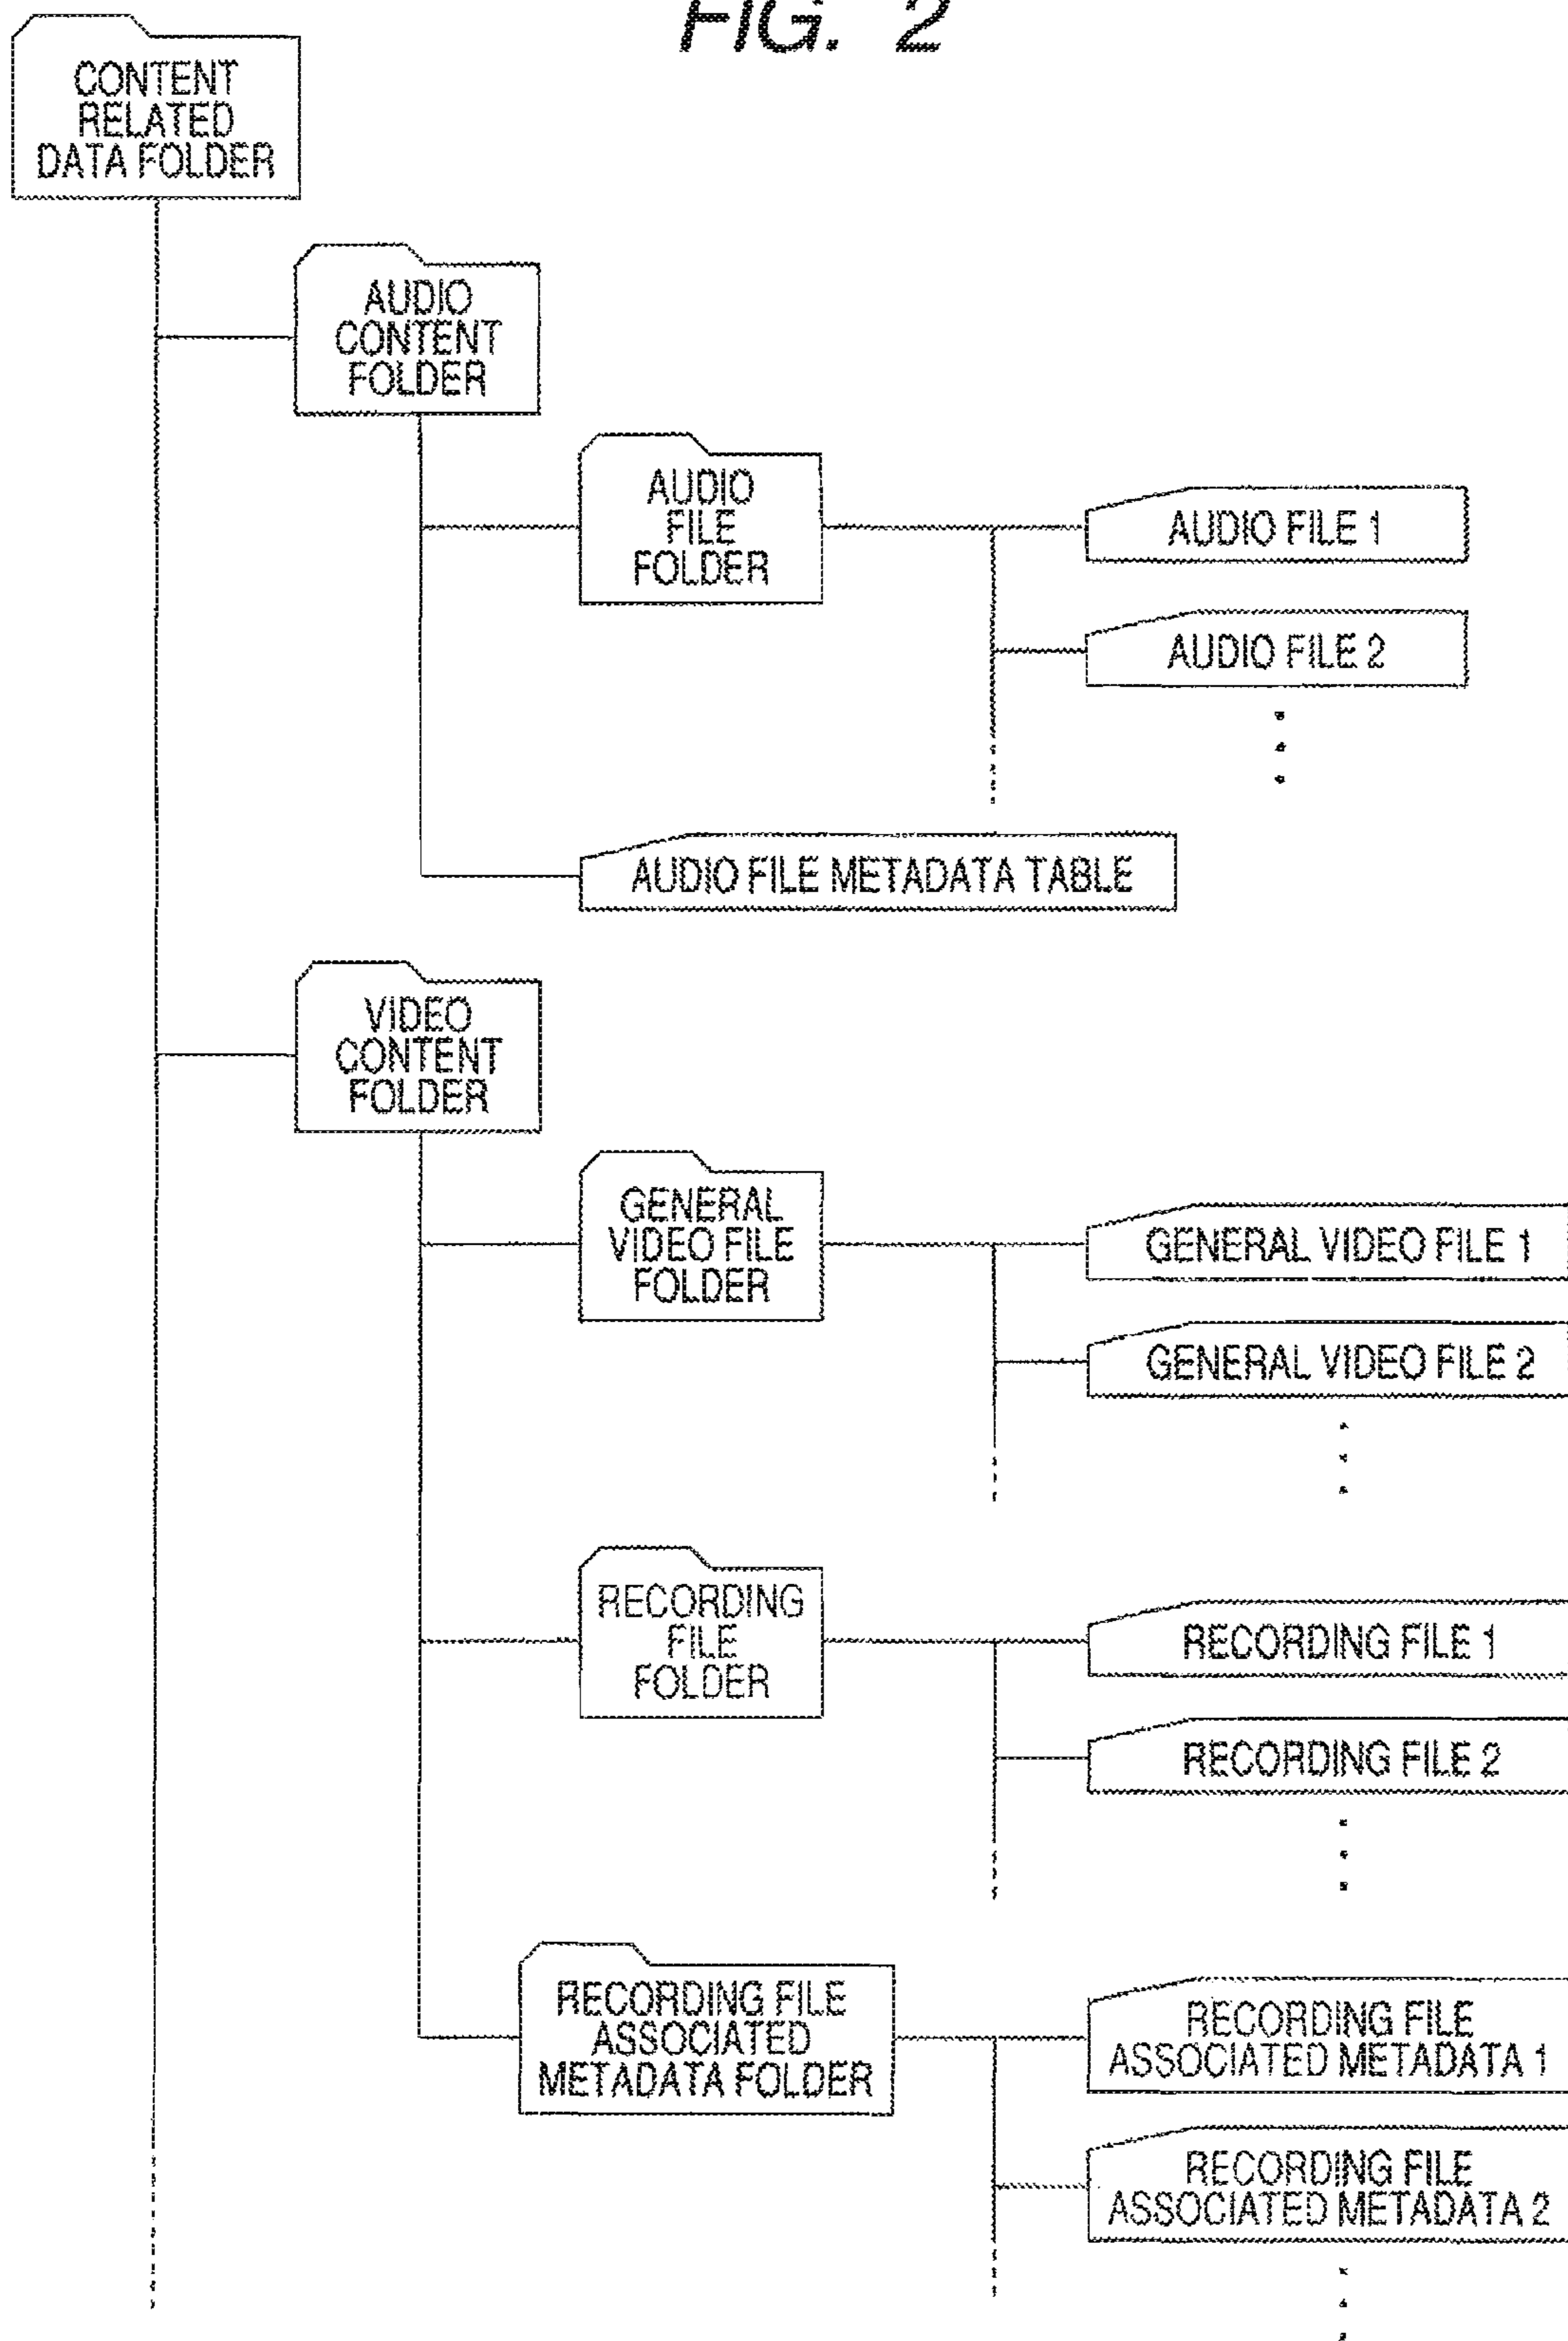 FIG. 2
CONTENT
RELATED
DATA FOLDER
AUDIO
CONTENT
FOLDER
AUDIO
FILE
FOLDER
AUDIO FILE 1
AUDIO FILE 2
AUDIO FILE METADATA TABLE
VIDEO
CONTENT
FOLDER
GENERAL
VIDEO FILE
FOLDER
GENERAL VIDEO FILE 1
GENERAL VIDEO FILE 2
RECORDING
FILE
FOLDER
RECORDING FILE 1
RECORDING FILE 2
RECORDING FILE
ASSOCIATED
METADATA FOLDER
RECORDING FILE
ASSOCIATED METADATA 1
RECORDING FILE
ASSOCIATED METADATA 2